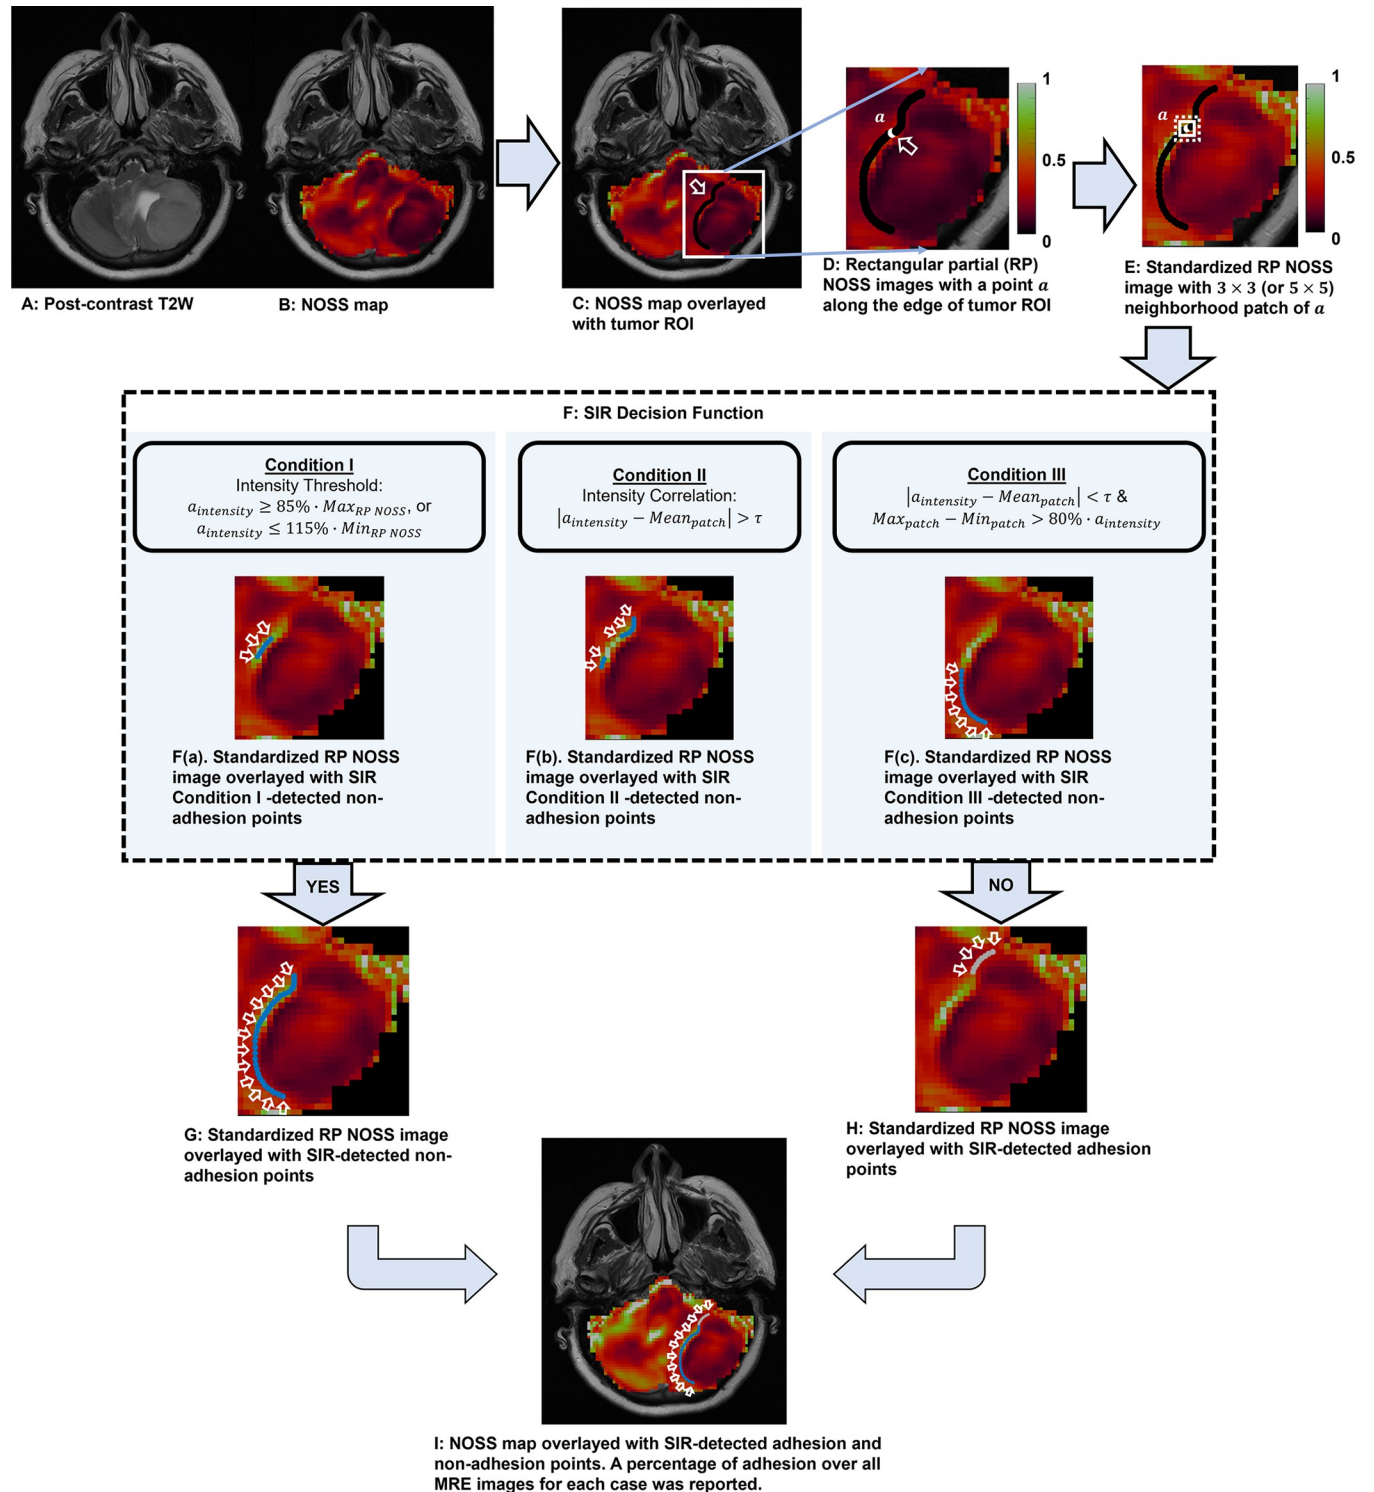 A: Post-contrast T2W
B: NOSS map
C: NOSS map overlayed
with tumor ROI
a
1
0.5
0
D: Rectangular partial (RP)
NOSS images with a point a
along the edge of tumor ROI
a
1
0.5
0
E: Standardized RP NOSS
image with 3 × 3 (or 5 × 5)
neighborhood patch of a
F: SIR Decision Function
Condition I
Intensity Threshold:
a_intensity ≥ 85% · Max_RP NOSS, or
a_intensity ≤ 115% · Min_RP NOSS
Condition II
Intensity Correlation:
|a_intensity − Mean_patch| > τ
Condition III
|a_intensity − Mean_patch| < τ &
Max_patch − Min_patch > 80% · a_intensity
F(a). Standardized RP NOSS
image overlayed with SIR
Condition I -detected non-
adhesion points
F(b). Standardized RP NOSS
image overlayed with SIR
Condition II -detected non-
adhesion points
F(c). Standardized RP NOSS
image overlayed with SIR
Condition III -detected non-
adhesion points
YES
NO
G: Standardized RP NOSS image
overlayed with SIR-detected non-
adhesion points
H: Standardized RP NOSS image
overlayed with SIR-detected adhesion
points
I: NOSS map overlayed with SIR-detected adhesion and
non-adhesion points. A percentage of adhesion over all
MRE images for each case was reported.